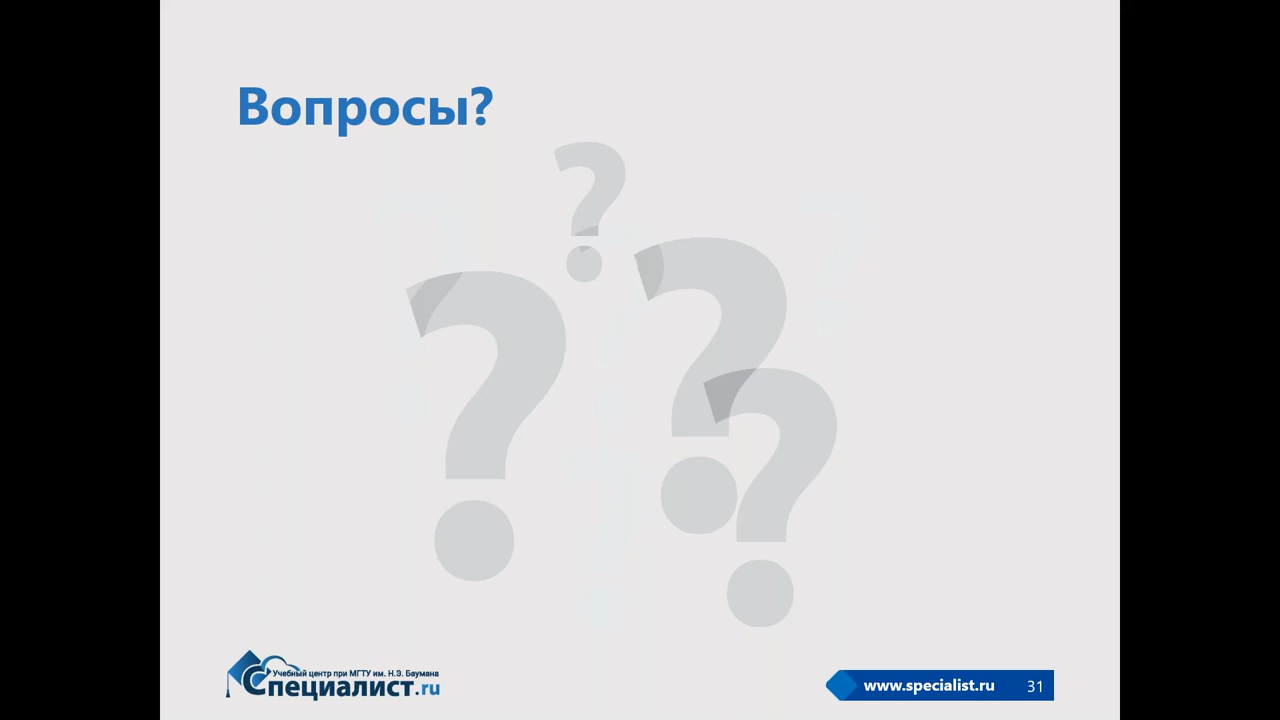 Вопросы?
?
?
?
?
Учебный центр при МГТУ им. Н.Э. Баумана
Специалист.ru
www.specialist.ru 31